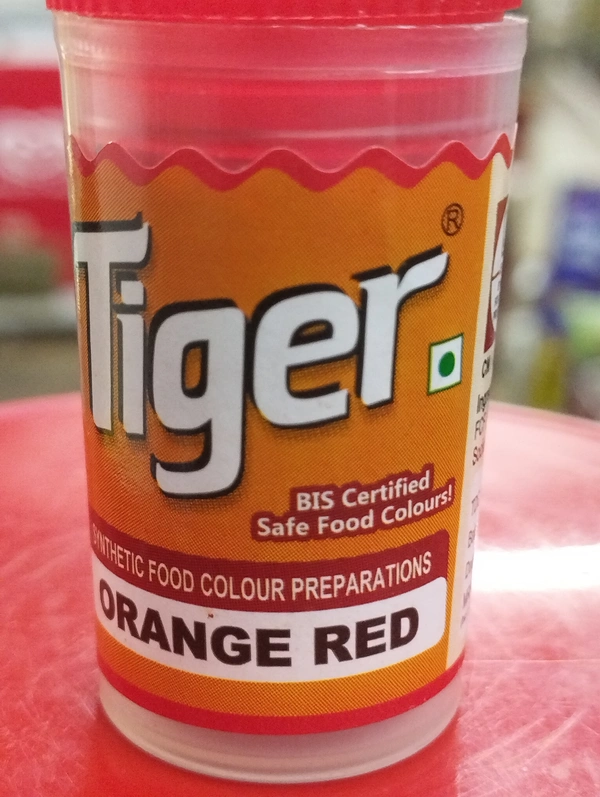 Tiger
®
BIS Certified
Safe Food Colours!
SYNTHETIC FOOD COLOUR PREPARATIONS
ORANGE RED